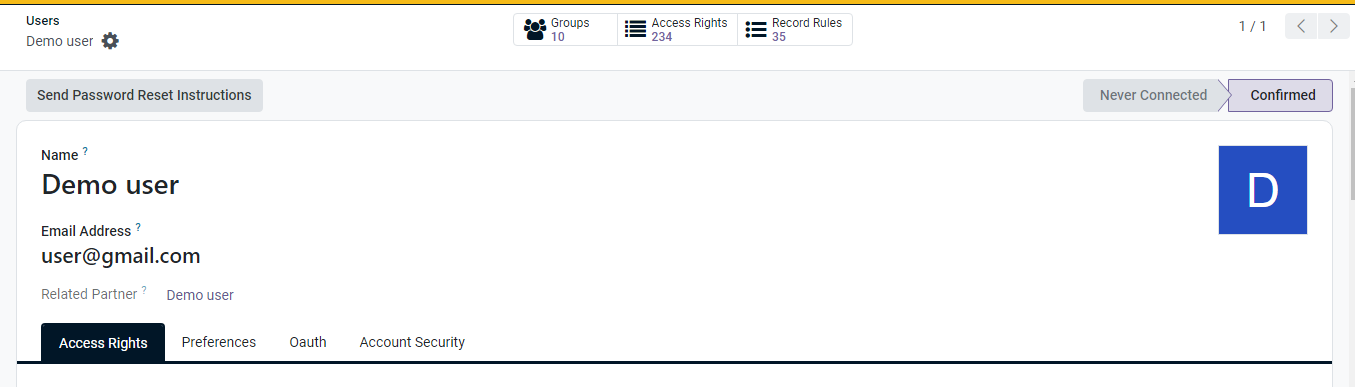 Users
Demo user
Groups
10
Access Rights
234
Record Rules
35
1 / 1
Send Password Reset Instructions
Never Connected
Confirmed
Name ?
Demo user
D
Email Address ?
user@gmail.com
Related Partner ? Demo user
Access Rights Preferences Oauth Account Security